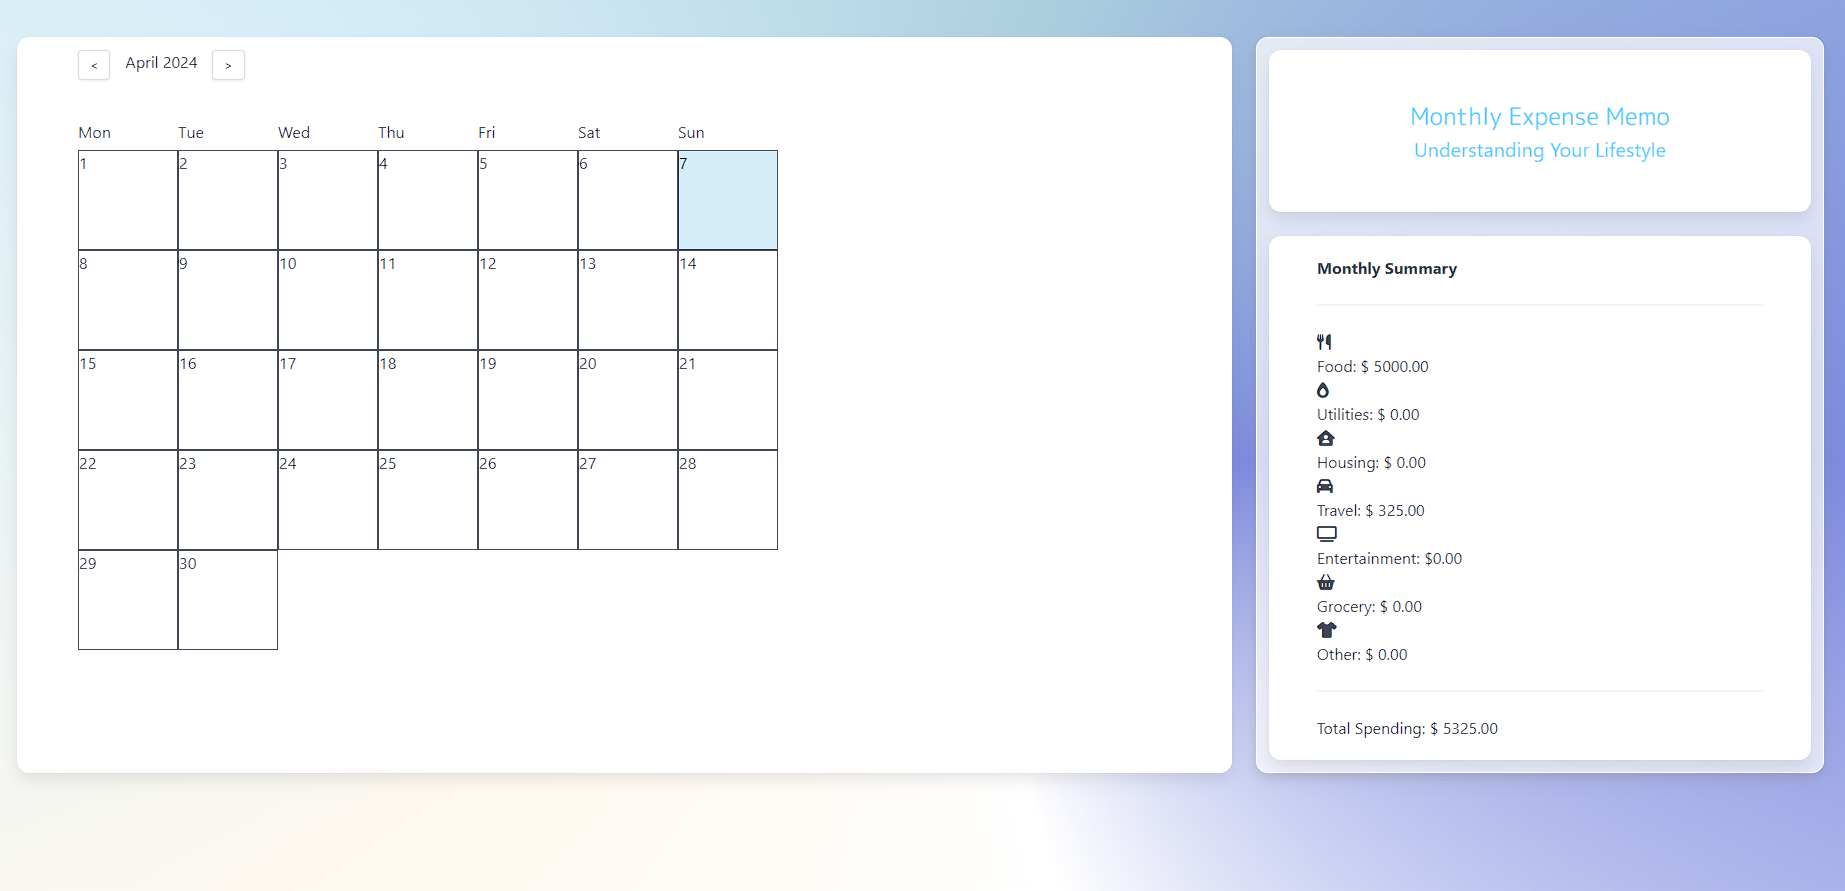 < April 2024 >
Mon Tue Wed Thu Fri Sat Sun
1 2 3 4 5 6 7
8 9 10 11 12 13 14
15 16 17 18 19 20 21
22 23 24 25 26 27 28
29 30
Monthly Expense Memo
Understanding Your Lifestyle
Monthly Summary
Food: $ 5000.00
Utilities: $ 0.00
Housing: $ 0.00
Travel: $ 325.00
Entertainment: $0.00
Grocery: $ 0.00
Other: $ 0.00
Total Spending: $ 5325.00